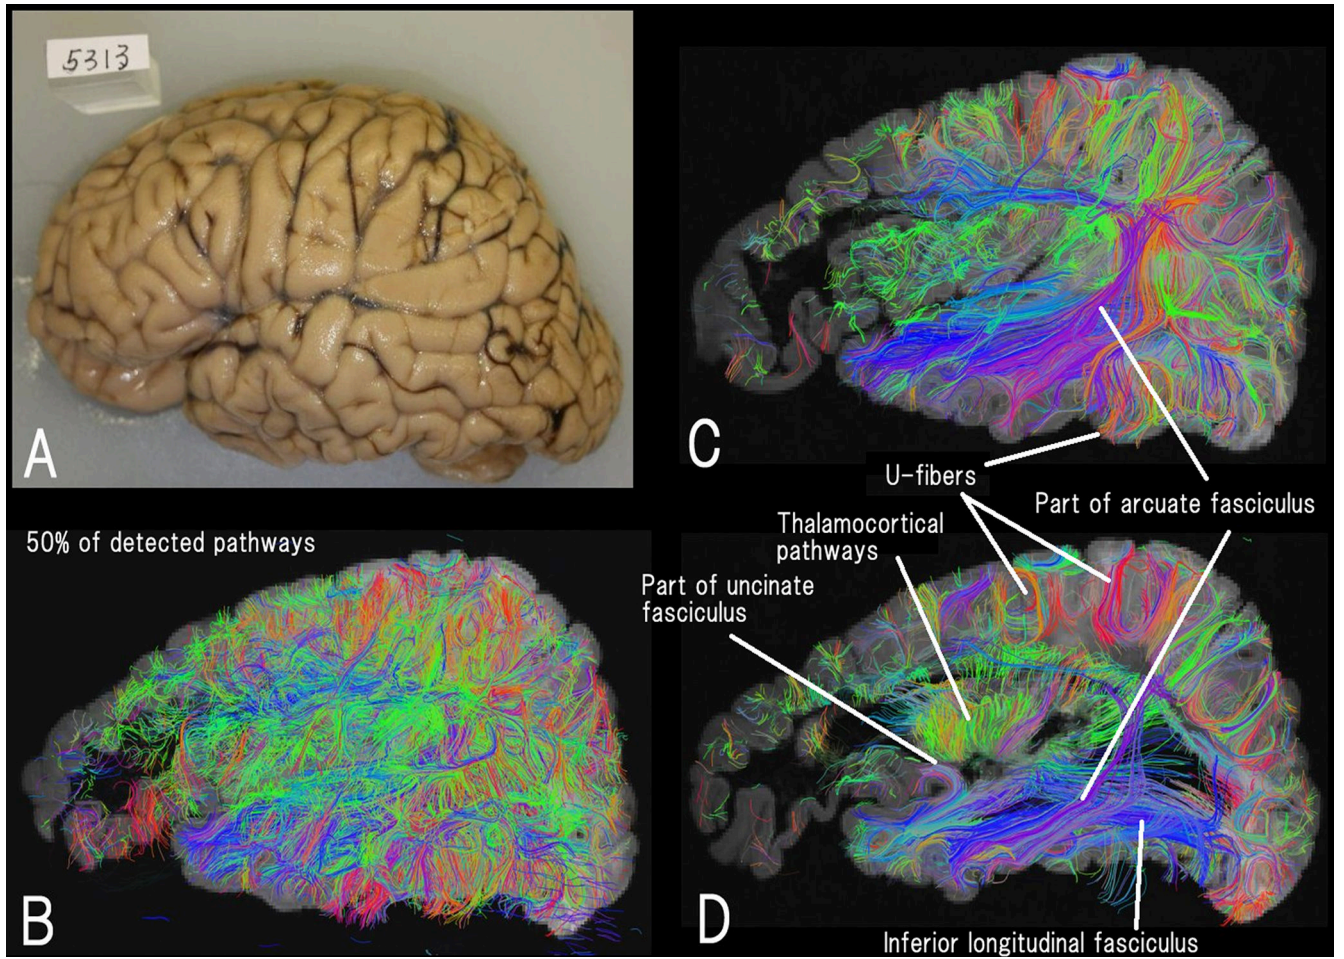 5313
A
C
U-fibers
Part of arcuate fasciculus
Thalamocortical
pathways
50% of detected pathways
Part of uncinate
fasciculus
B
D
Inferior longitudinal fasciculus